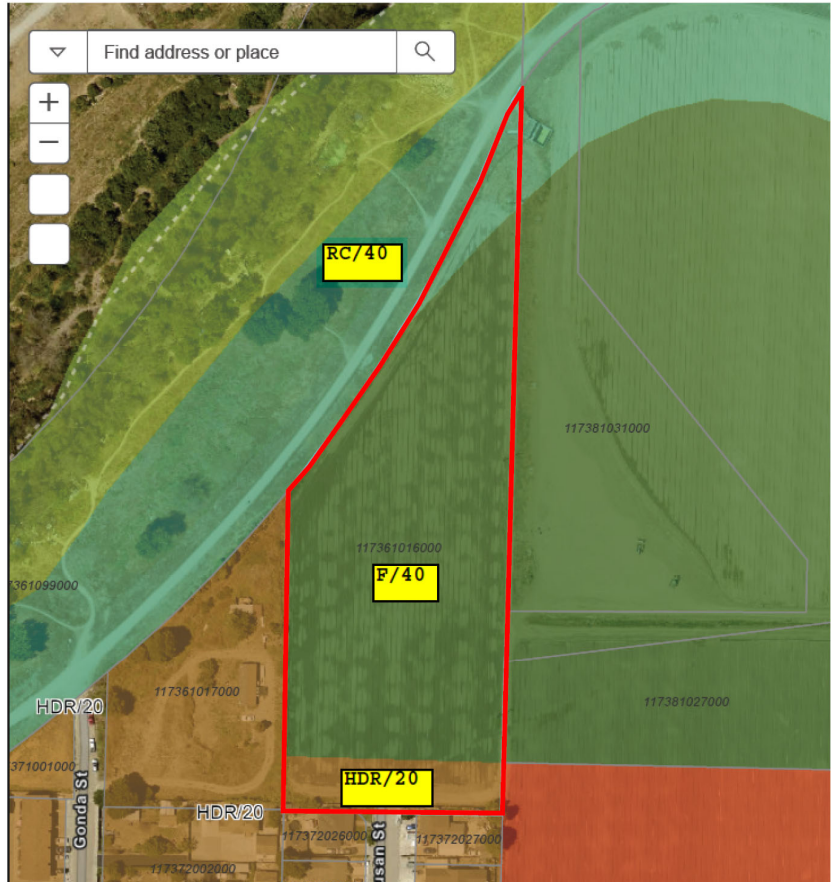 Find address or place
+
−
RC/40
117381031000
117361016000
F/40
361099000
117361017000
117381027000
HDR/20
371001000
HDR/20
HDR/20
Gonda St
117372026000
usan St
117372027000
117372002000